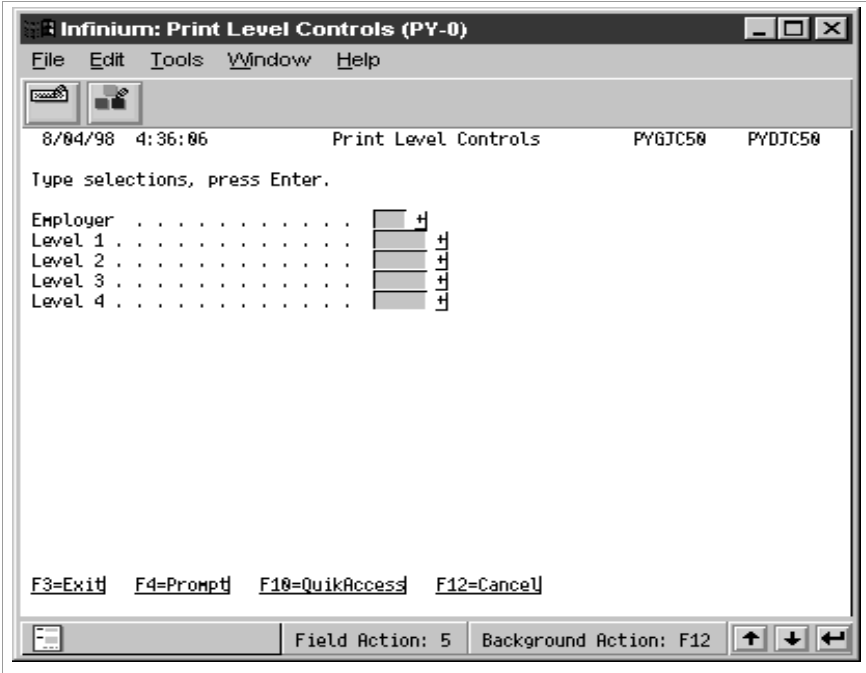 Infinium: Print Level Controls (PY-0)
File Edit Tools Window Help
8/04/98 4:36:06 Print Level Controls PYGJC50 PYDJC50
Type selections, press Enter.
Employer . . . . . . . . . . . . +
Level 1 . . . . . . . . . . . . +
Level 2 . . . . . . . . . . . . +
Level 3 . . . . . . . . . . . . +
Level 4 . . . . . . . . . . . . +
F3=Exit F4=Prompt F10=QuikAccess F12=Cancel
Field Action: 5 Background Action: F12